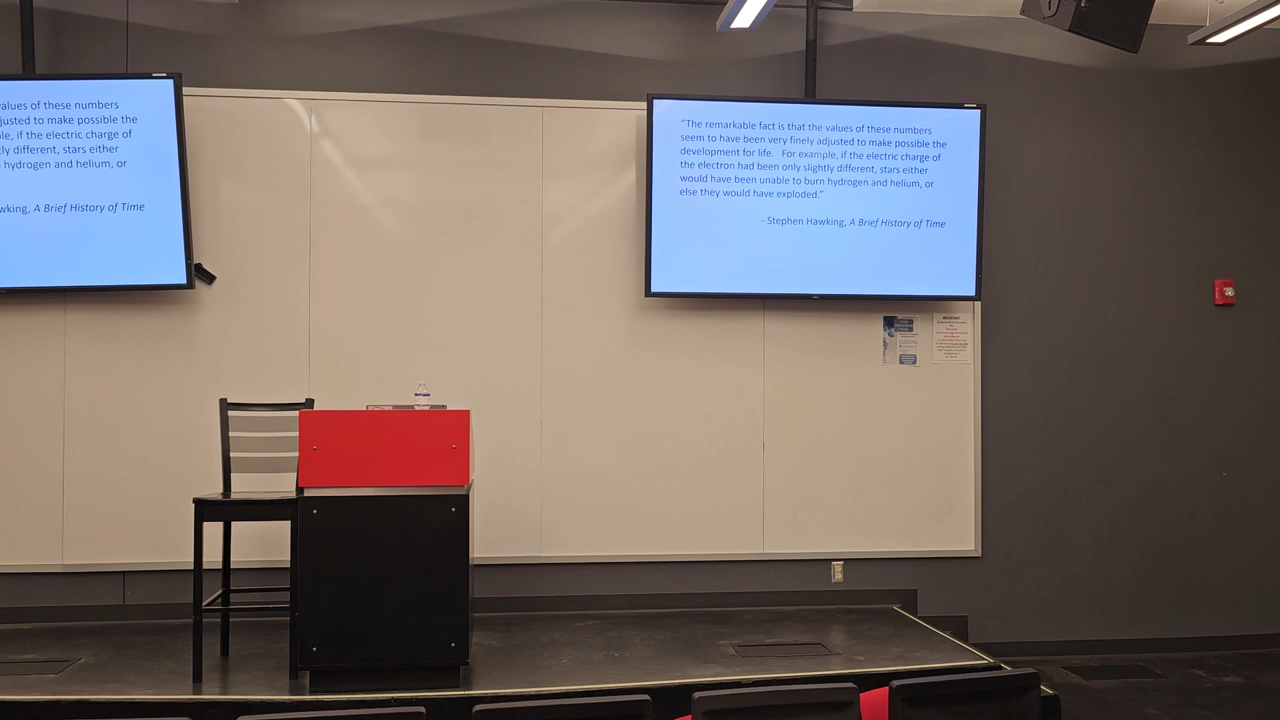 values of these numbers
justed to make possible the
ple, if the electric charge of
tly different, stars either
hydrogen and helium, or
wking, A Brief History of Time
"The remarkable fact is that the values of these numbers
seem to have been very finely adjusted to make possible the
development for life.   For example, if the electric charge of
the electron had been only slightly different, stars either
would have been unable to burn hydrogen and helium, or
else they would have exploded."
- Stephen Hawking, A Brief History of Time
IMPORTANT